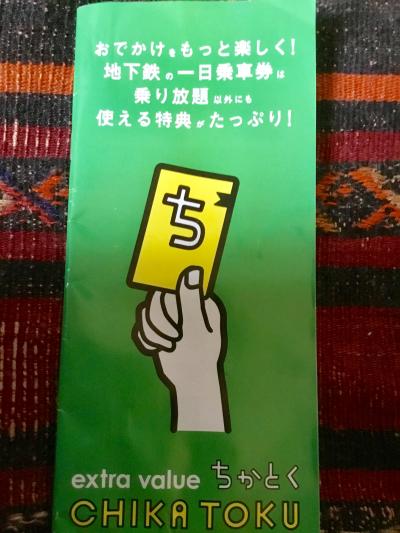 おでかけをもっと楽しく!
地下鉄の一日乗車券は
乗り放題以外にも
使える特典がたっぷり!
ち
extra value ちかとく
CHIKA TOKU